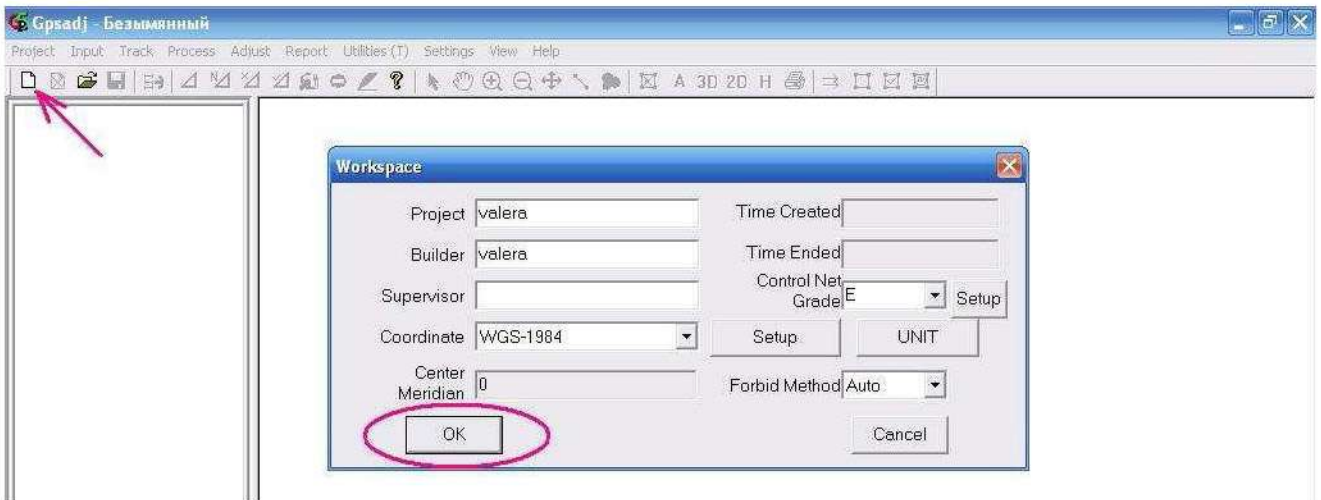 Gpsadj - Безымянный
Project Input Track Process Adjust Report Utilities (T) Settings View Help
A 3D 2D H
Workspace
Project valera Time Created
Builder valera Time Ended
Supervisor Control Net Grade E Setup
Coordinate WGS-1984 Setup UNIT
Center Meridian 0 Forbid Method Auto
OK Cancel